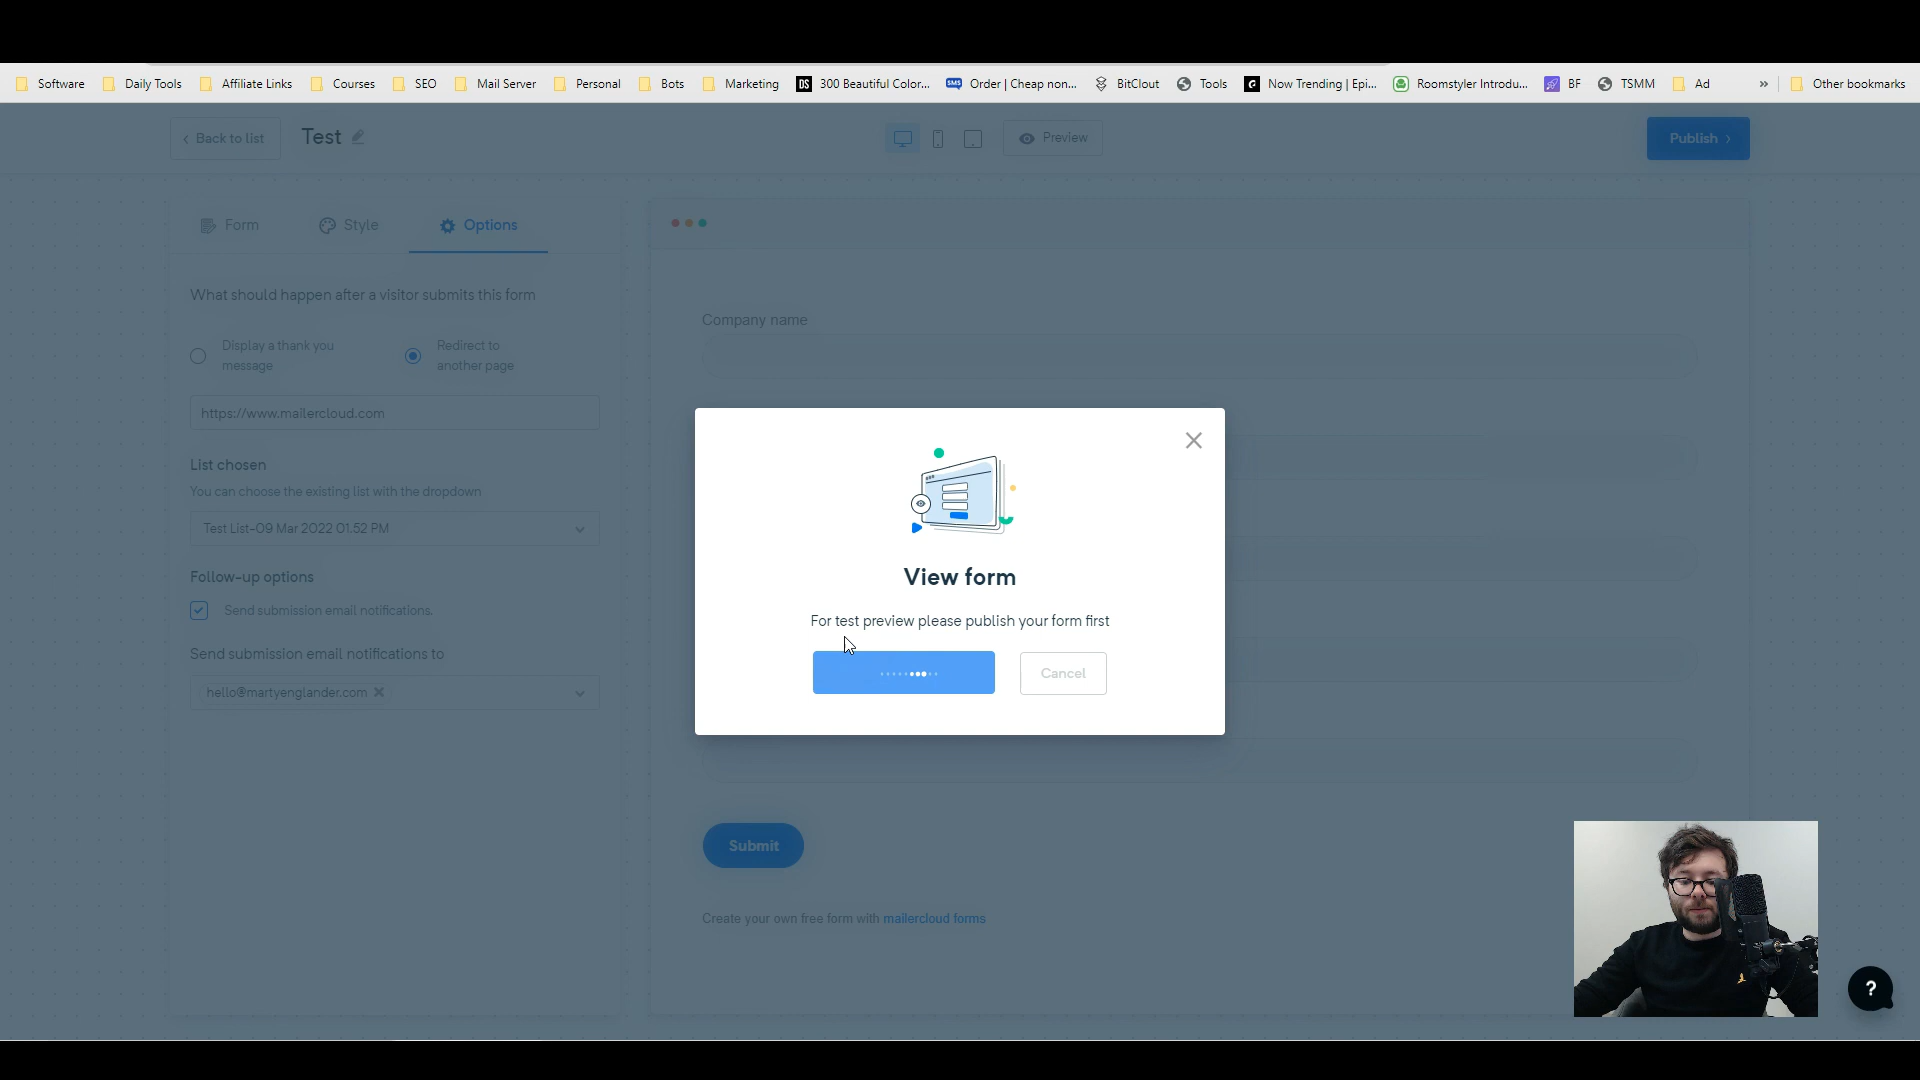 Software
Daily Tools
Affiliate Links
Courses
SEO
Mail Server
Personal
Bots
Marketing
DS 300 Beautiful Color...
SMS Order | Cheap non...
BitClout
Tools
G Now Trending | Epi...
Roomstyler Introdu...
BF
TSMM
Ad
»
Other bookmarks
‹ Back to list
Test
Preview
Publish ›
Form
Style
Options
What should happen after a visitor submits this form
Display a thank you
message
Redirect to
another page
https://www.mailercloud.com
List chosen
You can choose the existing list with the dropdown
Test List-09 Mar 2022 01.52 PM
Follow-up options
Send submission email notifications.
Send submission email notifications to
hello@martyenglander.com ×
Company name
View form
For test preview please publish your form first
Cancel
Submit
Create your own free form with mailercloud forms
?